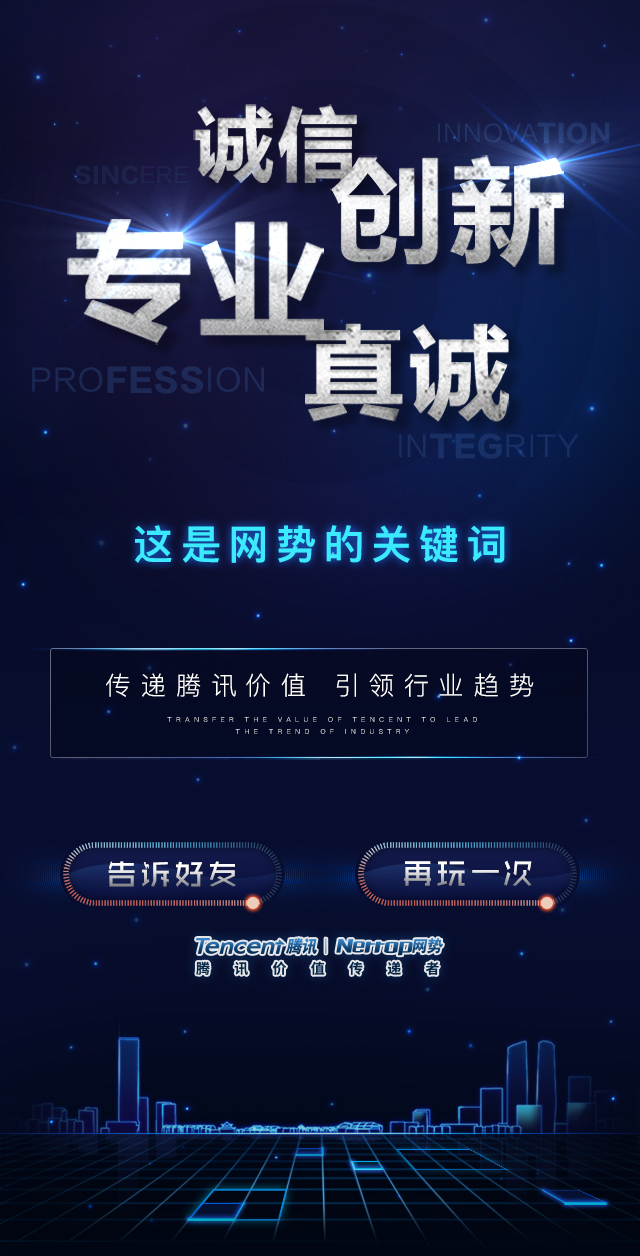 诚信
INNOVATION
SINCERE
创新
专业
真诚
PROFESSION
INTEGRITY
这是网势的关键词
传递腾讯价值 引领行业趋势
TRANSFER THE VALUE OF TENCENT TO LEAD
THE TREND OF INDUSTRY
告诉好友
再玩一次
Tencent腾讯 | Nettop网势
腾讯价值传递者